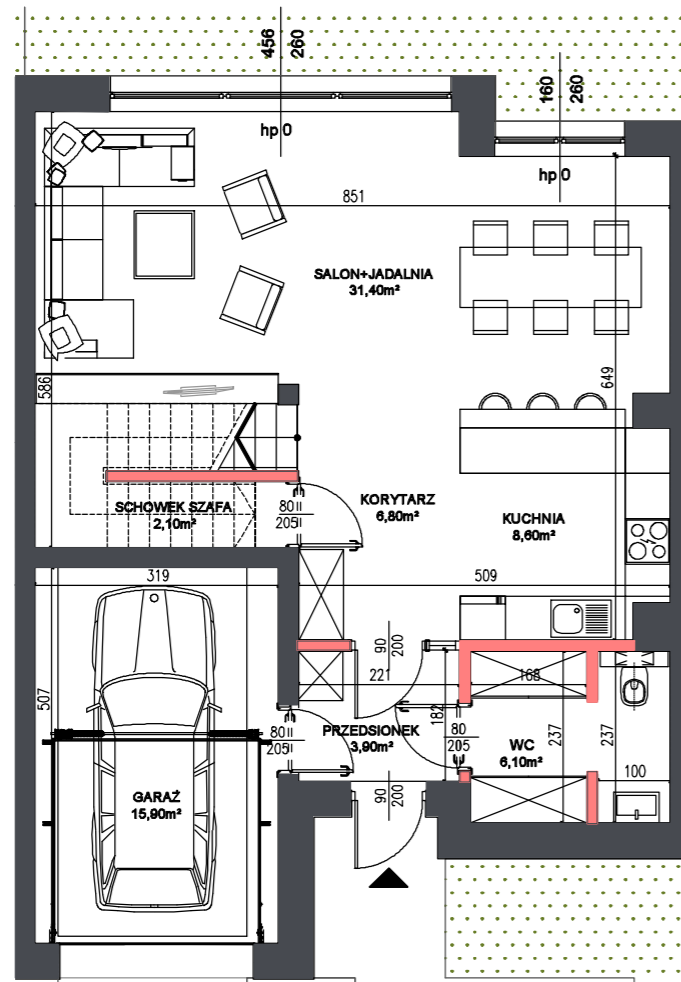 456
260
160
260
hp 0
hp 0
851
SALON+JADALNIA
31,40m²
586
649
SCHOWEK SZAFA
2,10m²
80
205
KORYTARZ
6,80m²
KUCHNIA
8,60m²
319
509
507
90
200
221
168
182
PRZEDSIONEK
3,90m²
80
205
80
205
WC
6,10m²
237
237
100
GARAŻ
15,90m²
90
200